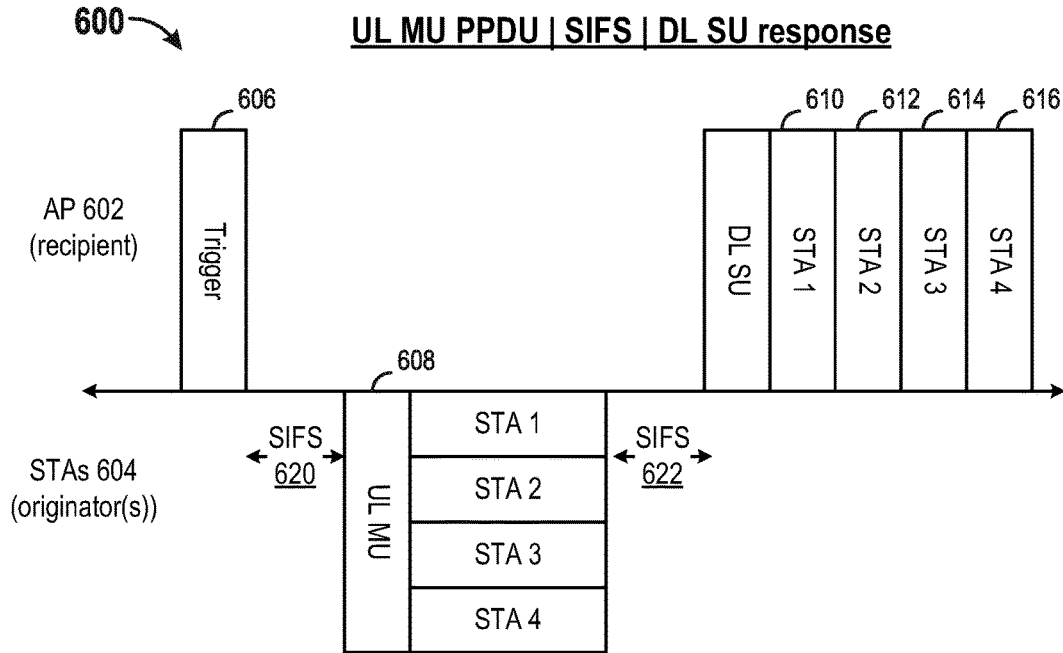 600
UL MU PPDU | SIFS | DL SU response
606
610
612
614
616
AP 602
(recipient)
Trigger
DL SU
STA 1
STA 2
STA 3
STA 4
608
SIFS
620
STAs 604
(originator(s))
UL MU
STA 1
STA 2
STA 3
STA 4
SIFS
622